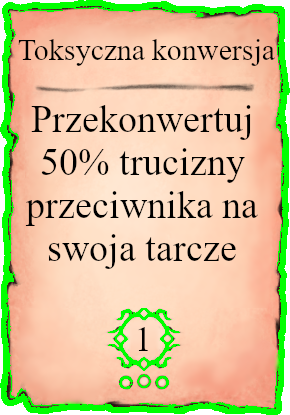 Toksyczna konwersja
Przekonwertuj
50% trucizny
przeciwnika na
swoja tarcze
1